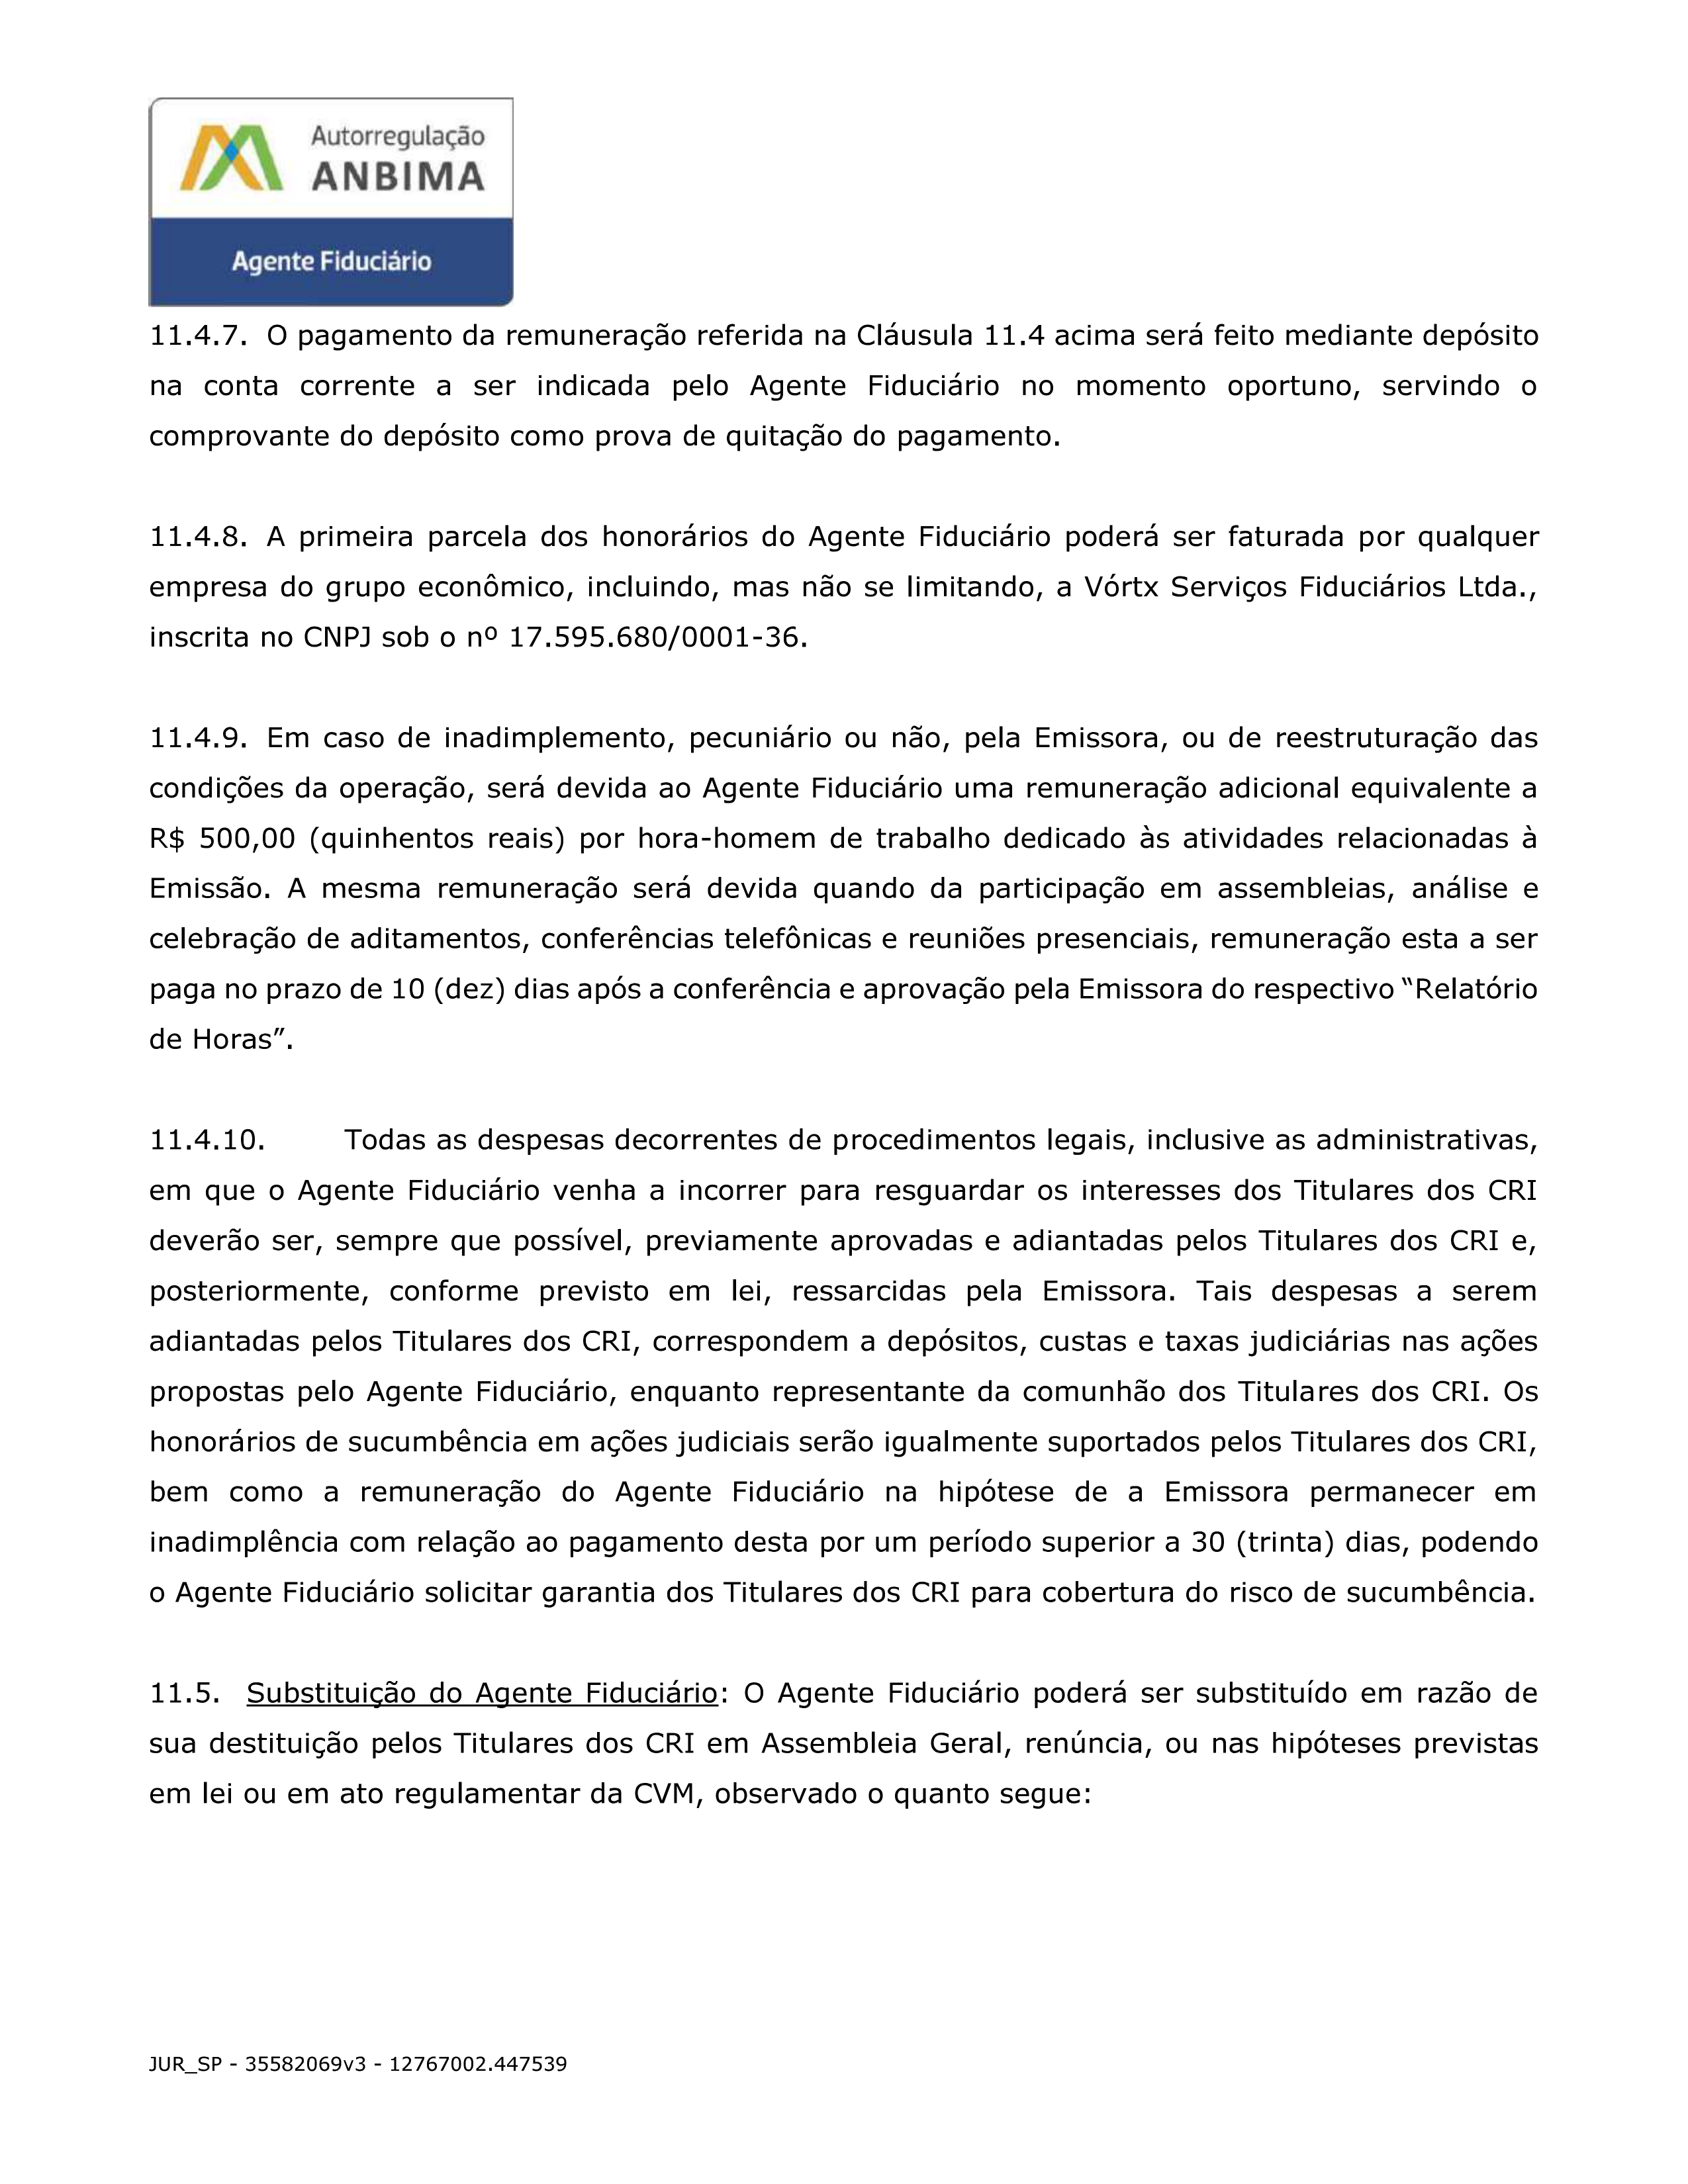 Autorregulação
ANBIMA
Agente Fiduciário
11.4.7. O pagamento da remuneração referida na Cláusula 11.4 acima será feito mediante depósito
na conta corrente a ser indicada pelo Agente Fiduciário no momento oportuno, servindo o
comprovante do depósito como prova de quitação do pagamento.
11.4.8. A primeira parcela dos honorários do Agente Fiduciário poderá ser faturada por qualquer
empresa do grupo econômico, incluindo, mas não se limitando, a Vórtx Serviços Fiduciários Ltda.,
inscrita no CNPJ sob o nº 17.595.680/0001-36.
11.4.9. Em caso de inadimplemento, pecuniário ou não, pela Emissora, ou de reestruturação das
condições da operação, será devida ao Agente Fiduciário uma remuneração adicional equivalente a
R$ 500,00 (quinhentos reais) por hora-homem de trabalho dedicado às atividades relacionadas à
Emissão. A mesma remuneração será devida quando da participação em assembleias, análise e
celebração de aditamentos, conferências telefônicas e reuniões presenciais, remuneração esta a ser
paga no prazo de 10 (dez) dias após a conferência e aprovação pela Emissora do respectivo “Relatório
de Horas”.
11.4.10. Todas as despesas decorrentes de procedimentos legais, inclusive as administrativas,
em que o Agente Fiduciário venha a incorrer para resguardar os interesses dos Titulares dos CRI
deverão ser, sempre que possível, previamente aprovadas e adiantadas pelos Titulares dos CRI e,
posteriormente, conforme previsto em lei, ressarcidas pela Emissora. Tais despesas a serem
adiantadas pelos Titulares dos CRI, correspondem a depósitos, custas e taxas judiciárias nas ações
propostas pelo Agente Fiduciário, enquanto representante da comunhão dos Titulares dos CRI. Os
honorários de sucumbência em ações judiciais serão igualmente suportados pelos Titulares dos CRI,
bem como a remuneração do Agente Fiduciário na hipótese de a Emissora permanecer em
inadimplência com relação ao pagamento desta por um período superior a 30 (trinta) dias, podendo
o Agente Fiduciário solicitar garantia dos Titulares dos CRI para cobertura do risco de sucumbência.
11.5. Substituição do Agente Fiduciário: O Agente Fiduciário poderá ser substituído em razão de
sua destituição pelos Titulares dos CRI em Assembleia Geral, renúncia, ou nas hipóteses previstas
em lei ou em ato regulamentar da CVM, observado o quanto segue:
JUR_SP - 35582069v3 - 12767002.447539